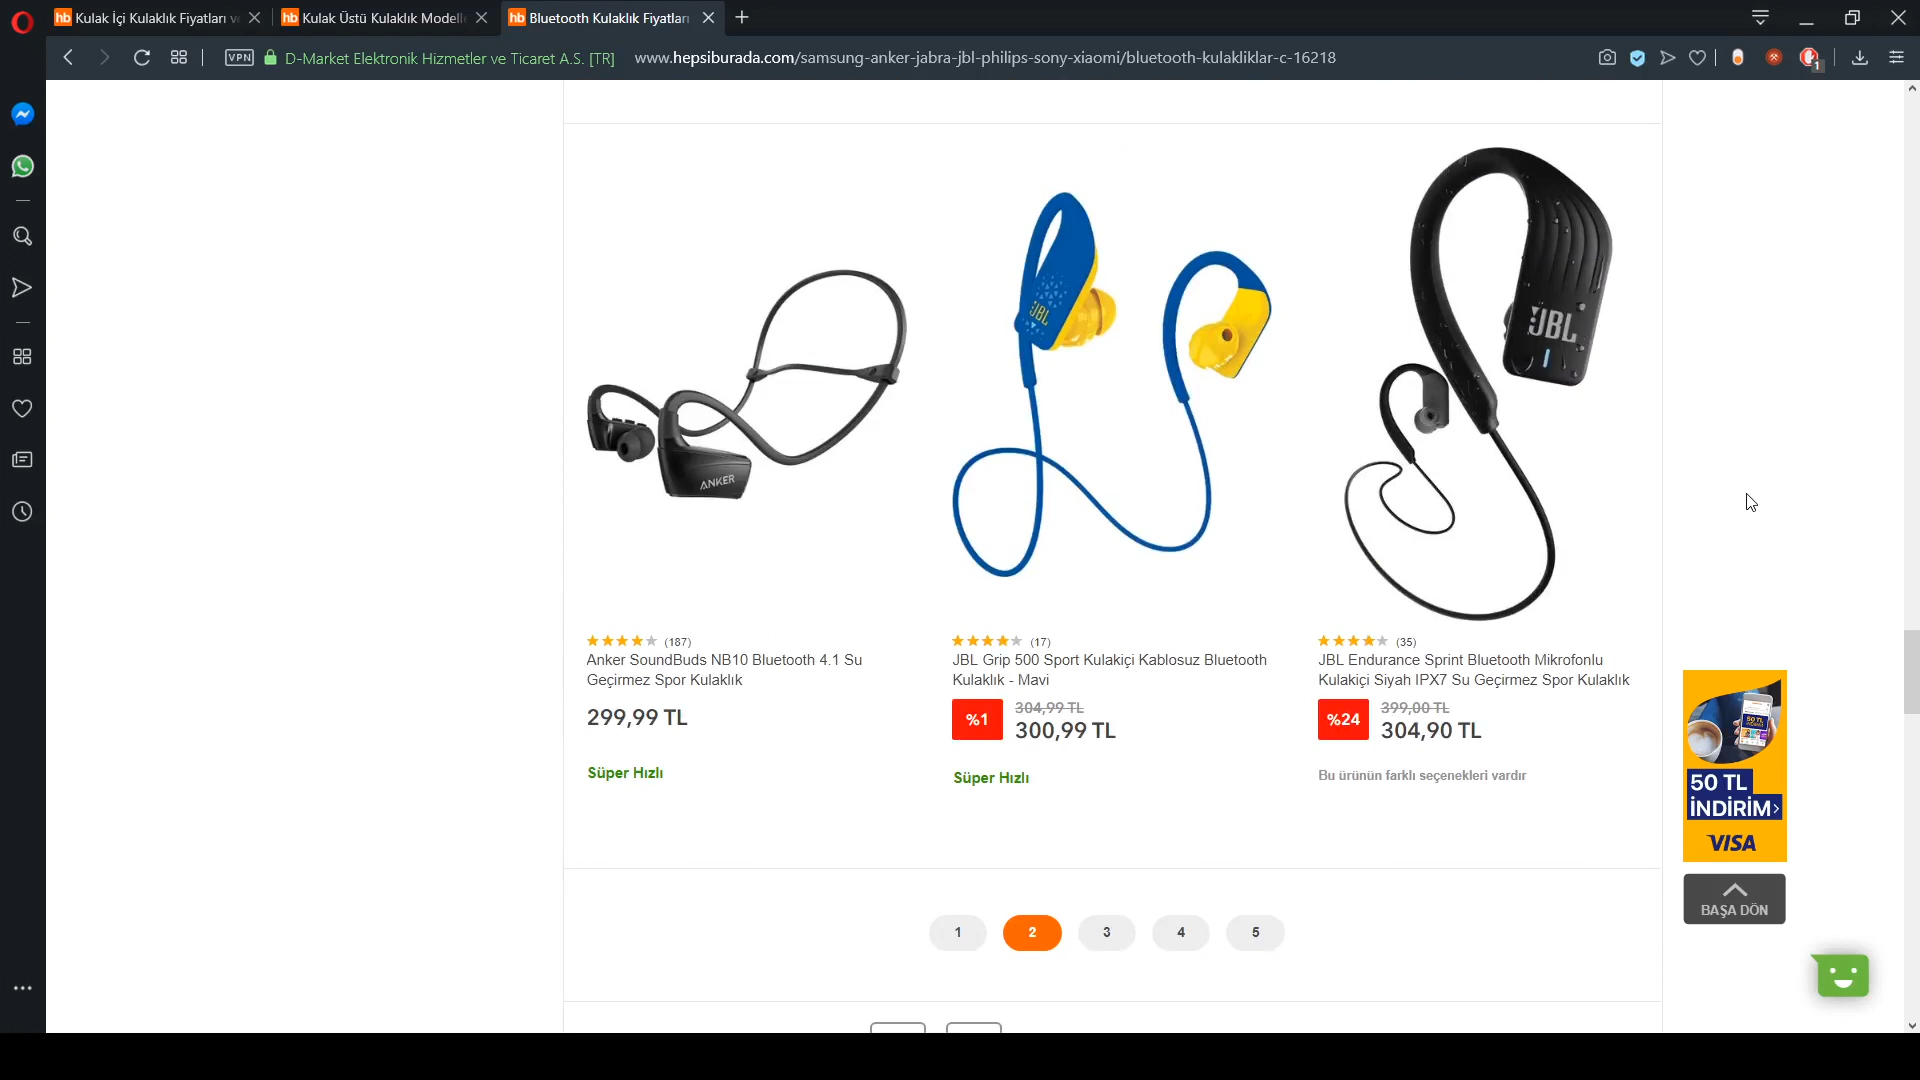 hb Kulak İçi Kulaklık Fiyatları v
hb Kulak Üstü Kulaklık Modell
hb Bluetooth Kulaklık Fiyatları
VPN
D-Market Elektronik Hizmetler ve Ticaret A.S. [TR]
www.hepsiburada.com/samsung-anker-jabra-jbl-philips-sony-xiaomi/bluetooth-kulakliklar-c-16218
1
ANKER
JBL
JBL
(187)
Anker SoundBuds NB10 Bluetooth 4.1 Su
Geçirmez Spor Kulaklık
299,99 TL
Süper Hızlı
(17)
JBL Grip 500 Sport Kulakiçi Kablosuz Bluetooth
Kulaklık - Mavi
%1
304,99 TL
300,99 TL
Süper Hızlı
(35)
JBL Endurance Sprint Bluetooth Mikrofonlu
Kulakiçi Siyah IPX7 Su Geçirmez Spor Kulaklık
%24
399,00 TL
304,90 TL
Bu ürünün farklı seçenekleri vardır
50 TL
İNDİRİM
VISA
BAŞA DÖN
1 2 3 4 5